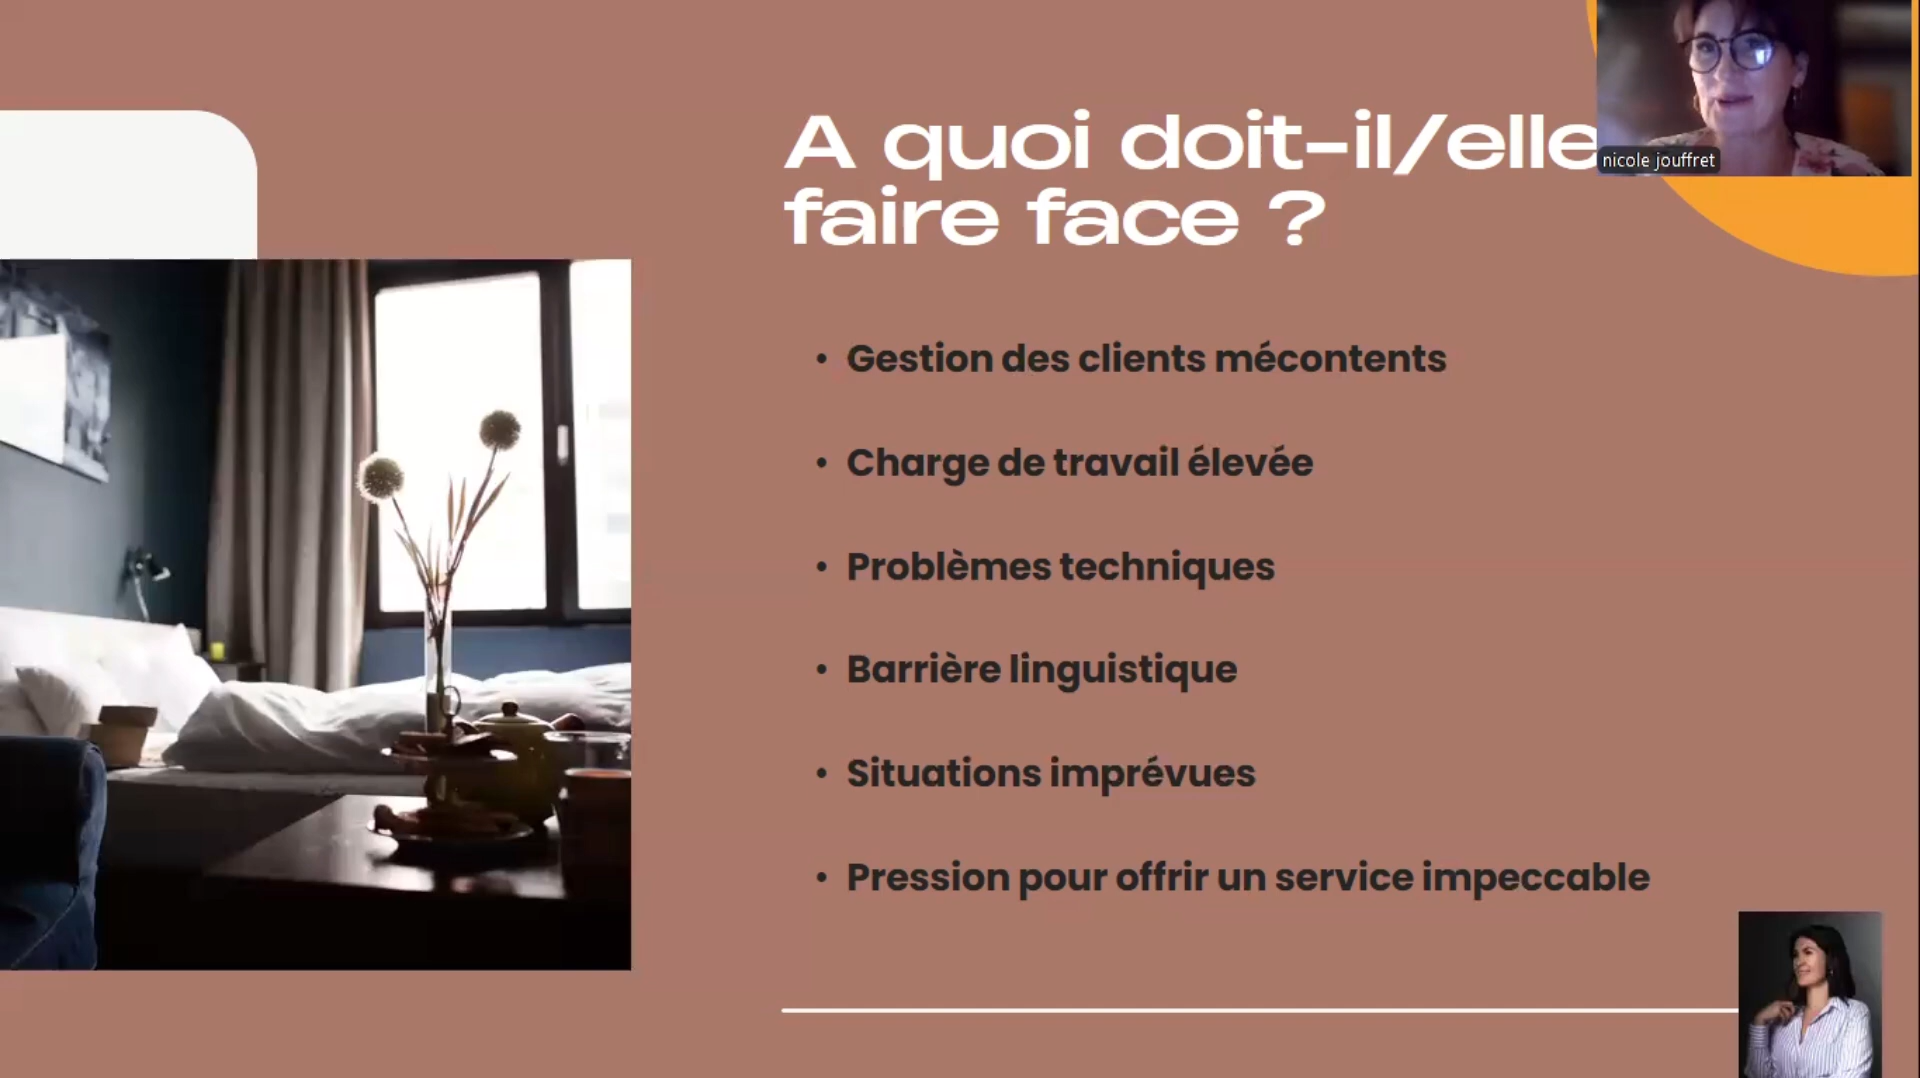 A quoi doit-il/elle
faire face ?
nicole jouffret
• Gestion des clients mécontents
• Charge de travail élevée
• Problèmes techniques
• Barrière linguistique
• Situations imprévues
• Pression pour offrir un service impeccable